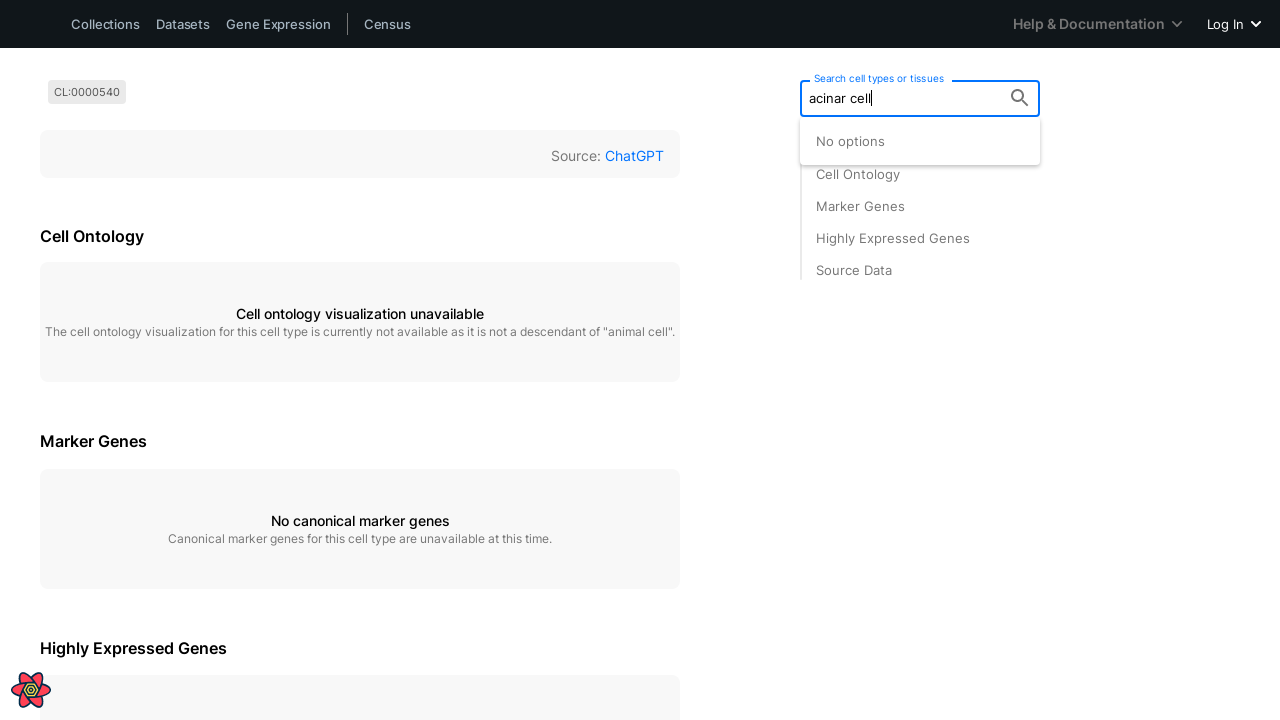 Collections Datasets Gene Expression Census Help & Documentation Log In
CL:0000540
Search cell types or tissues
acinar cell
No options
Source: ChatGPT
Cell Ontology
Marker Genes
Highly Expressed Genes
Source Data
Cell Ontology
Cell ontology visualization unavailable
The cell ontology visualization for this cell type is currently not available as it is not a descendant of "animal cell".
Marker Genes
No canonical marker genes
Canonical marker genes for this cell type are unavailable at this time.
Highly Expressed Genes